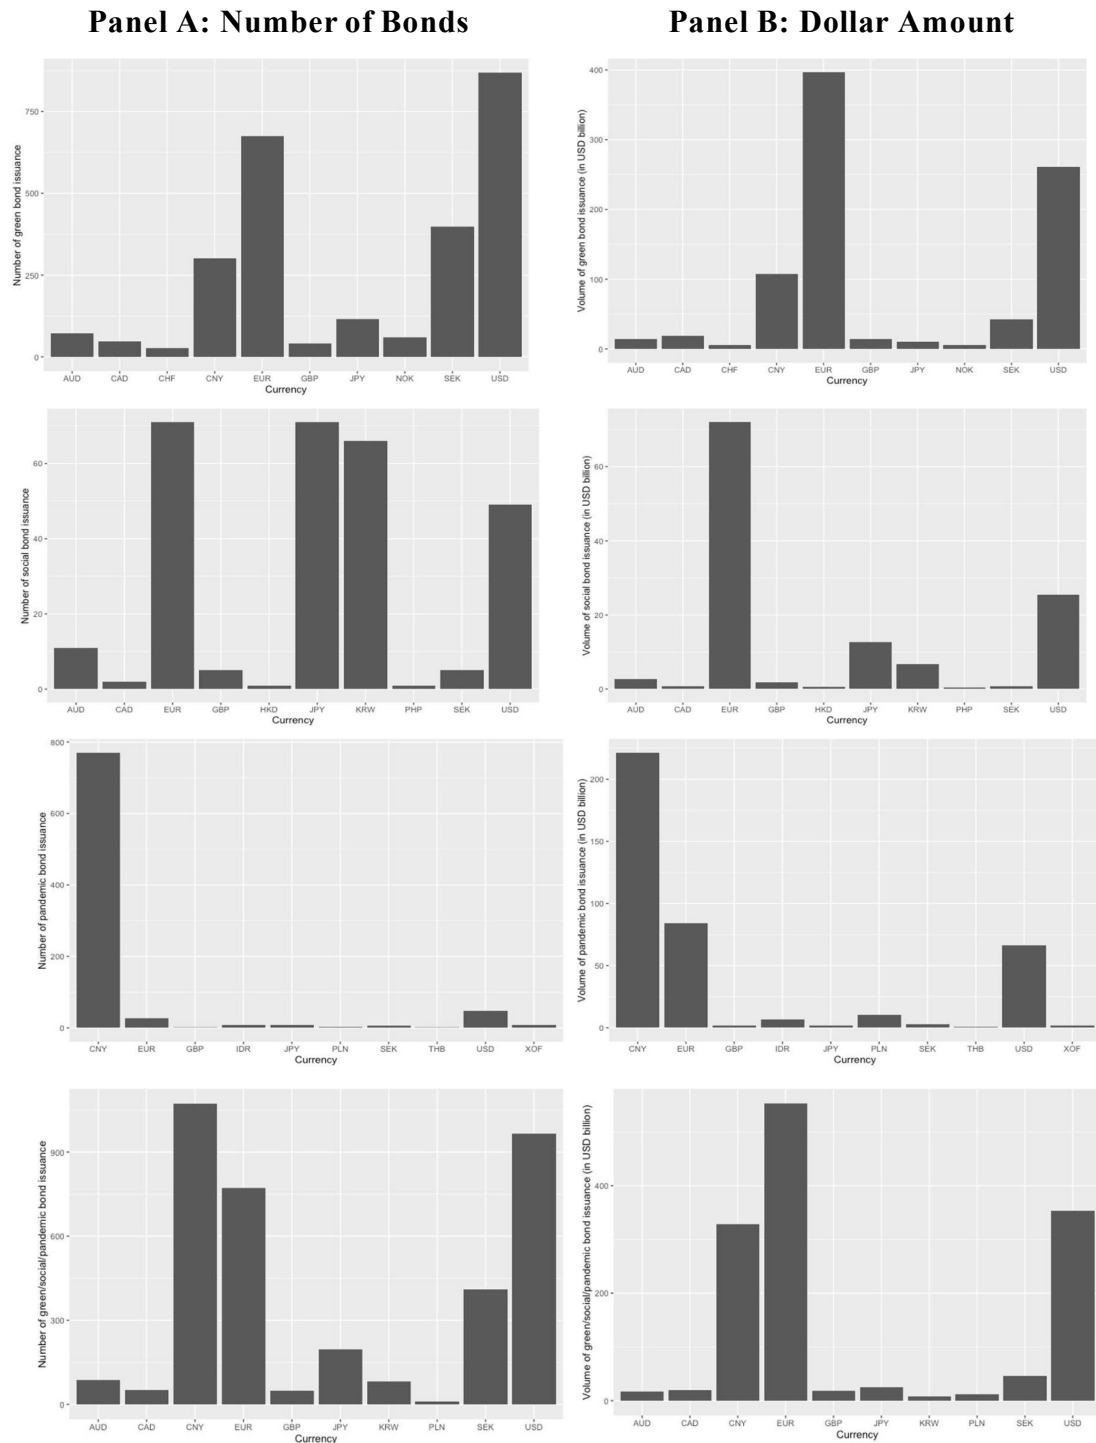 Panel A: Number of Bonds
Panel B: Dollar Amount
Number of green bond issuance
750
500
250
0
AUD CAD CHF CNY EUR GBP JPY NOK SEK USD
Currency
Volume of green bond issuance (in USD billion)
400
300
200
100
0
AUD CAD CHF CNY EUR GBP JPY NOK SEK USD
Currency
Number of social bond issuance
60
40
20
0
AUD CAD EUR GBP HKD JPY KRW PHP SEK USD
Currency
Volume of social bond issuance (in USD billion)
60
40
20
0
AUD CAD EUR GBP HKD JPY KRW PHP SEK USD
Currency
Number of pandemic bond issuance
800
600
400
200
0
CNY EUR GBP IDR JPY PLN SEK THB USD XOF
Currency
Volume of pandemic bond issuance (in USD billion)
200
150
100
50
0
CNY EUR GBP IDR JPY PLN SEK THB USD XOF
Currency
Number of green/social/pandemic bond issuance
900
600
300
0
AUD CAD CNY EUR GBP JPY KRW PLN SEK USD
Currency
Volume of green/social/pandemic bond issuance (in USD billion)
400
200
0
AUD CAD CNY EUR GBP JPY KRW PLN SEK USD
Currency